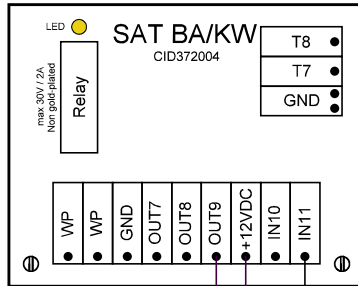 LED
SAT BA/KW
CID372004
max 30V / 2A
Non gold-plated
Relay
T8
T7
GND
WP
WP
GND
OUT7
OUT8
OUT9
+12VDC
IN10
IN11